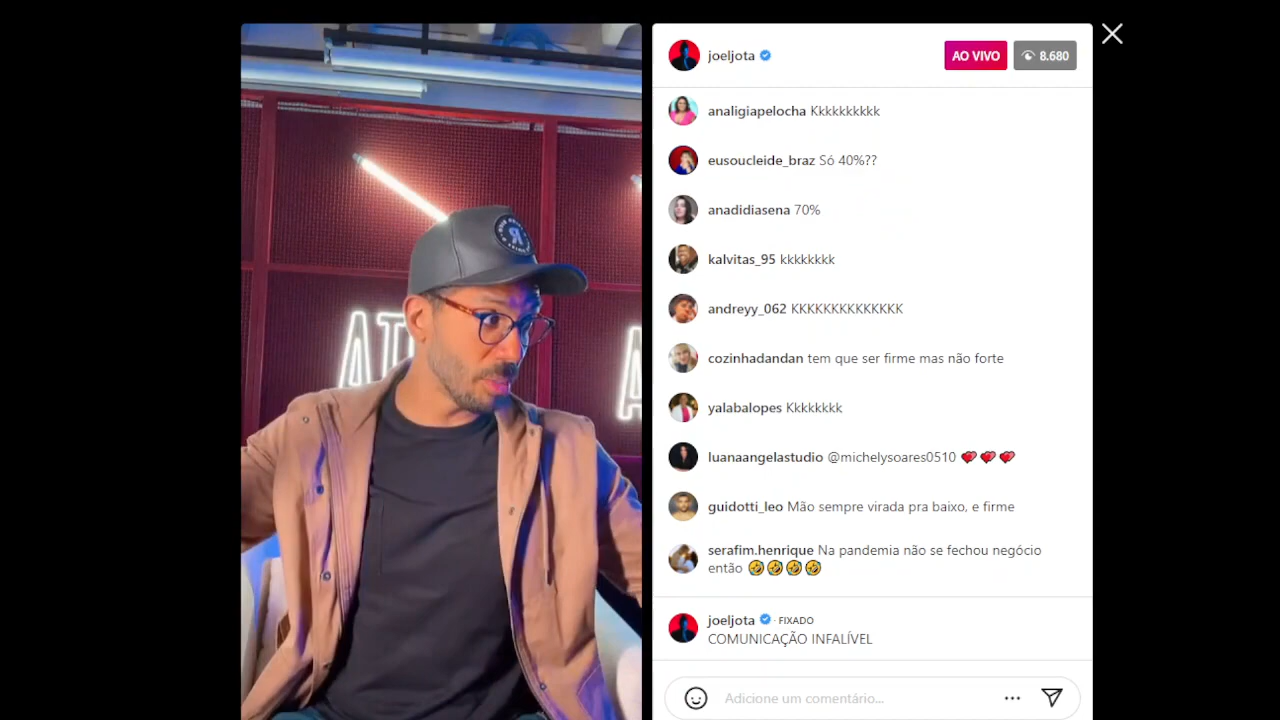 joeljota
AO VIVO
8.680
analigiapelocha Kkkkkkkkkk
eusoucleide_braz Só 40%??
anadidiasena 70%
kalvitas_95 kkkkkkkk
andreyy_062 KKKKKKKKKKKKKK
cozinhadandan tem que ser firme mas não forte
yalabalopes Kkkkkkkk
luanaangelastudio @michelysoares0510 💕💕💕
guidotti_leo Mão sempre virada pra baixo, e firme
serafim.henrique Na pandemia não se fechou negócio
então 🤣🤣🤣🤣
joeljota · FIXADO
COMUNICAÇÃO INFALÍVEL
Adicione um comentário...